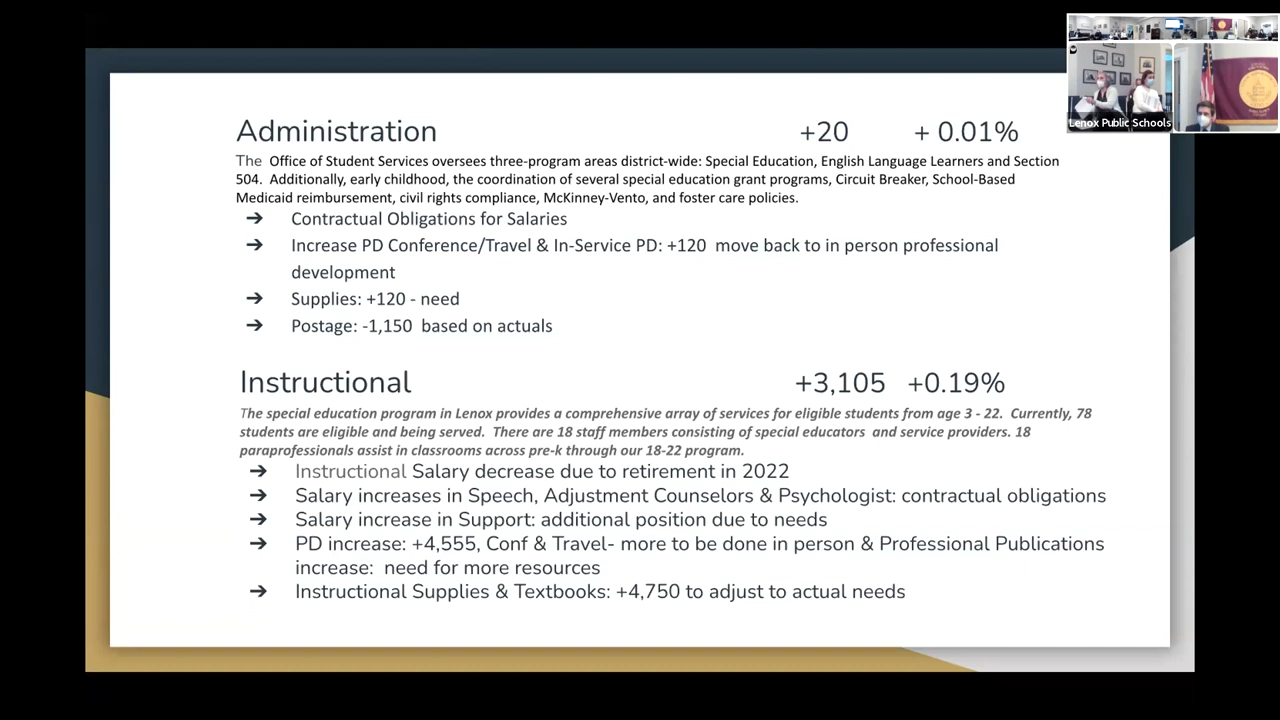 Administration +20 + 0.01%
The Office of Student Services oversees three-program areas district-wide: Special Education, English Language Learners and Section
504. Additionally, early childhood, the coordination of several special education grant programs, Circuit Breaker, School-Based
Medicaid reimbursement, civil rights compliance, McKinney-Vento, and foster care policies.
➔ Contractual Obligations for Salaries
➔ Increase PD Conference/Travel & In-Service PD: +120 move back to in person professional
development
➔ Supplies: +120 - need
➔ Postage: -1,150 based on actuals
Instructional +3,105 +0.19%
The special education program in Lenox provides a comprehensive array of services for eligible students from age 3 - 22. Currently, 78
students are eligible and being served. There are 18 staff members consisting of special educators and service providers. 18
paraprofessionals assist in classrooms across pre-k through our 18-22 program.
➔ Instructional Salary decrease due to retirement in 2022
➔ Salary increases in Speech, Adjustment Counselors & Psychologist: contractual obligations
➔ Salary increase in Support: additional position due to needs
➔ PD increase: +4,555, Conf & Travel- more to be done in person & Professional Publications
increase: need for more resources
➔ Instructional Supplies & Textbooks: +4,750 to adjust to actual needs
Lenox Public Schools